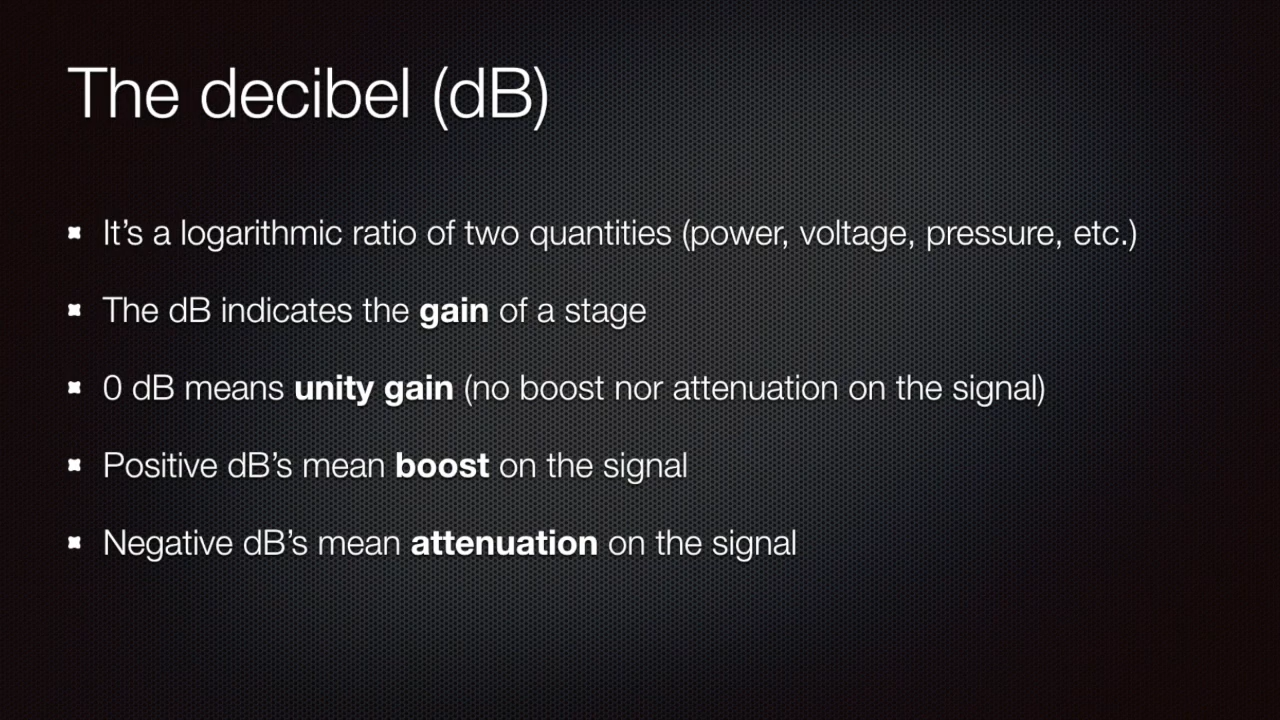 The decibel (dB)
It’s a logarithmic ratio of two quantities (power, voltage, pressure, etc.)
The dB indicates the gain of a stage
0 dB means unity gain (no boost nor attenuation on the signal)
Positive dB’s mean boost on the signal
Negative dB’s mean attenuation on the signal